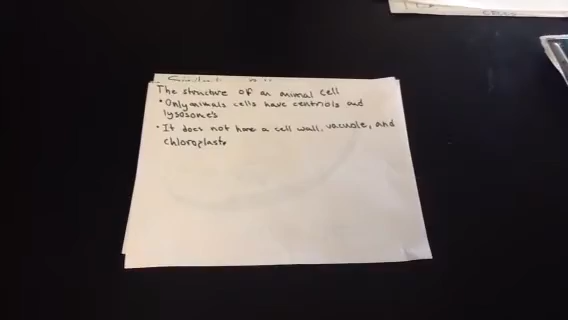 The structure of an animal cell
• Only animals cells have centriols and
lysosomes
• It does not have a cell wall, vacuole, and
chloroplasts